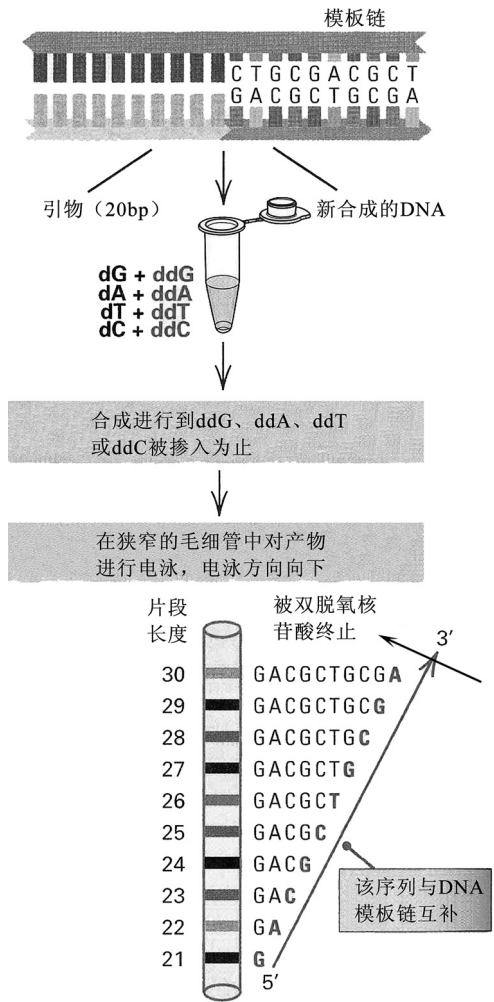 模板链
CTGCGACGCT
GACGCTGCGA
引物（20bp）
新合成的DNA
dG + ddG
dA + ddA
dT + ddT
dC + ddC
合成进行到ddG、ddA、ddT
或ddC被掺入为止
在狭窄的毛细管中对产物
进行电泳，电泳方向向下
片段
长度
被双脱氧核
苷酸终止
3′
30 GACGCTGCGA
29 GACGCTGCG
28 GACGCTGC
27 GACGCTG
26 GACGCT
25 GACGC
24 GACG
23 GAC
22 GA
21 G
5′
该序列与DNA
模板链互补